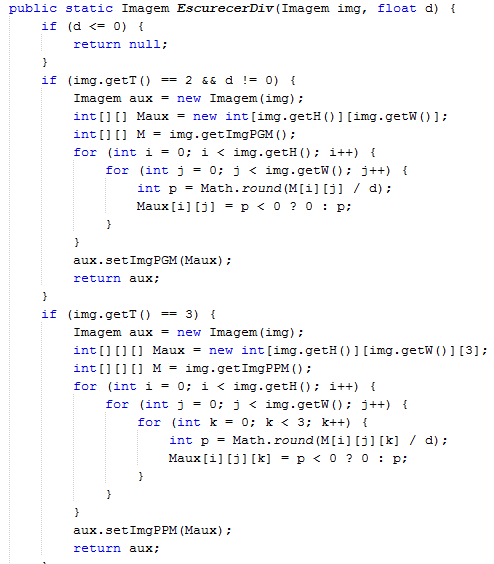 public static Imagem EscurecerDiv(Imagem img, float d) {
if (d <= 0) {
return null;
}
if (img.getT() == 2 && d != 0) {
Imagem aux = new Imagem(img);
int[][] Maux = new int[img.getH()][img.getW()];
int[][] M = img.getImgPGM();
for (int i = 0; i < img.getH(); i++) {
for (int j = 0; j < img.getW(); j++) {
int p = Math.round(M[i][j] / d);
Maux[i][j] = p < 0 ? 0 : p;
}
}
aux.setImgPGM(Maux);
return aux;
}
if (img.getT() == 3) {
Imagem aux = new Imagem(img);
int[][][] Maux = new int[img.getH()][img.getW()][3];
int[][][] M = img.getImgPPM();
for (int i = 0; i < img.getH(); i++) {
for (int j = 0; j < img.getW(); j++) {
for (int k = 0; k < 3; k++) {
int p = Math.round(M[i][j][k] / d);
Maux[i][j][k] = p < 0 ? 0 : p;
}
}
}
aux.setImgPPM(Maux);
return aux;